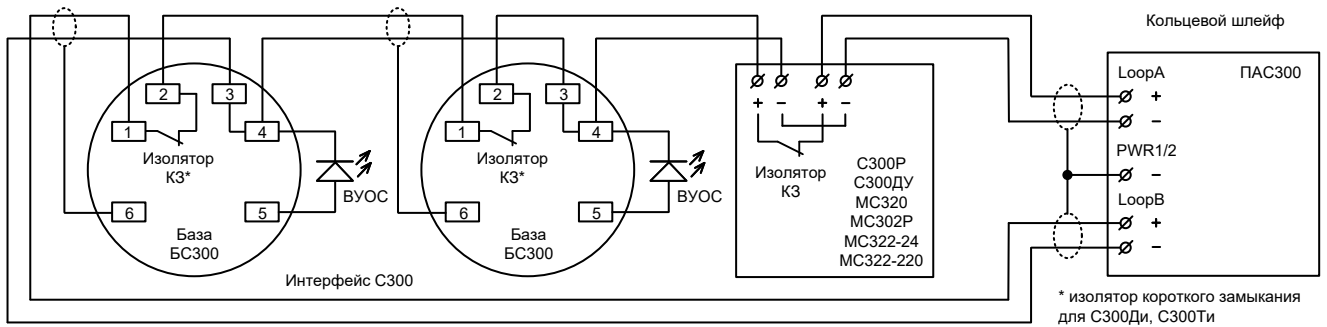 Кольцевой шлейф
LoopA
+
−
PWR1/2
−
LoopB
+
−
ПАС300
2
3
1
4
Изолятор
КЗ*
6
5
База
БС300
ВУОС
2
3
1
4
Изолятор
КЗ*
6
5
База
БС300
ВУОС
+ − + −
Изолятор
КЗ
С300Р
С300ДУ
МС320
МС302Р
МС322-24
МС322-220
Интерфейс С300
* изолятор короткого замыкания
для С300Ди, С300Ти